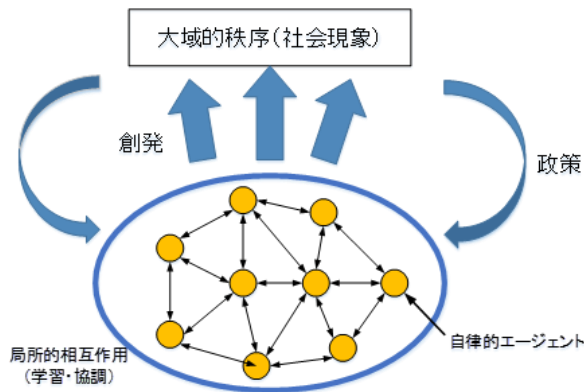 大域的秩序(社会現象)
創発
政策
自律的エージェント
局所的相互作用
(学習・協調)